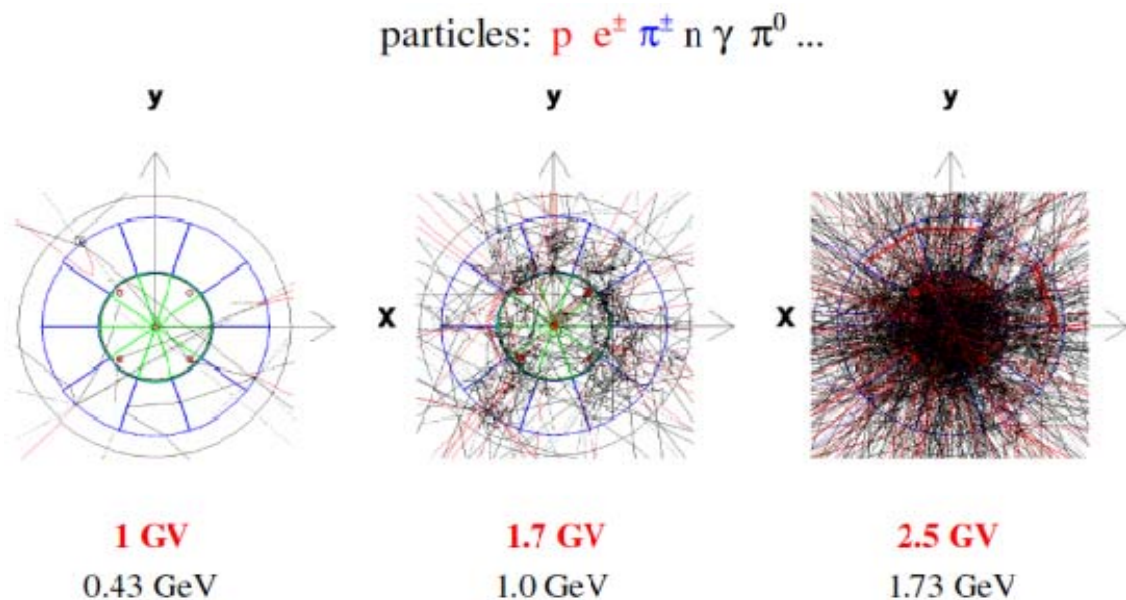 particles: p e± π± n γ π⁰ ...
y y y
x x
1 GV 1.7 GV 2.5 GV
0.43 GeV 1.0 GeV 1.73 GeV